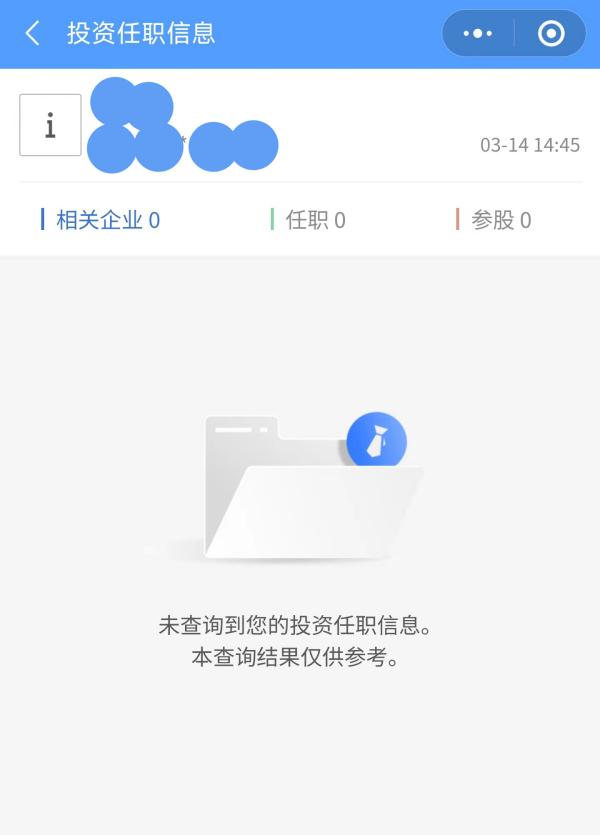 投资任职信息
i
*
03-14 14:45
相关企业 0
任职 0
参股 0
未查询到您的投资任职信息。
本查询结果仅供参考。